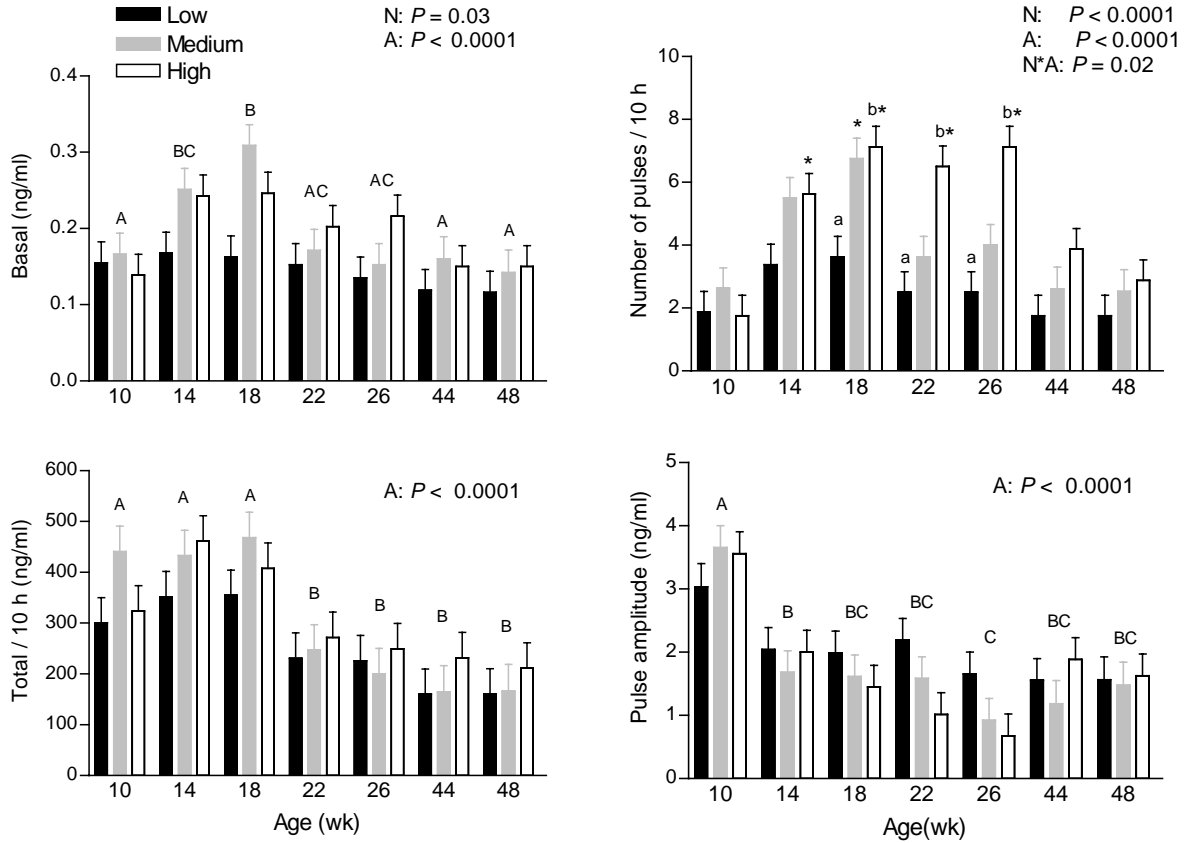 Low
Medium
High
N: P = 0.03
A: P < 0.0001
Basal (ng/ml)
0.4
0.3
0.2
0.1
0.0
A
BC
B
AC
AC
A
A
10 14 18 22 26 44 48
N: P < 0.0001
A: P < 0.0001
N*A: P = 0.02
Number of pulses / 10 h
10
8
6
4
2
0
*
a
*
b*
a
b*
a
b*
10 14 18 22 26 44 48
Total / 10 h (ng/ml)
600
500
400
300
200
100
0
A: P < 0.0001
A
A
A
B
B
B
B
10 14 18 22 26 44 48
Age (wk)
Pulse amplitude (ng/ml)
5
4
3
2
1
0
A: P < 0.0001
A
B
BC
BC
C
BC
BC
10 14 18 22 26 44 48
Age(wk)